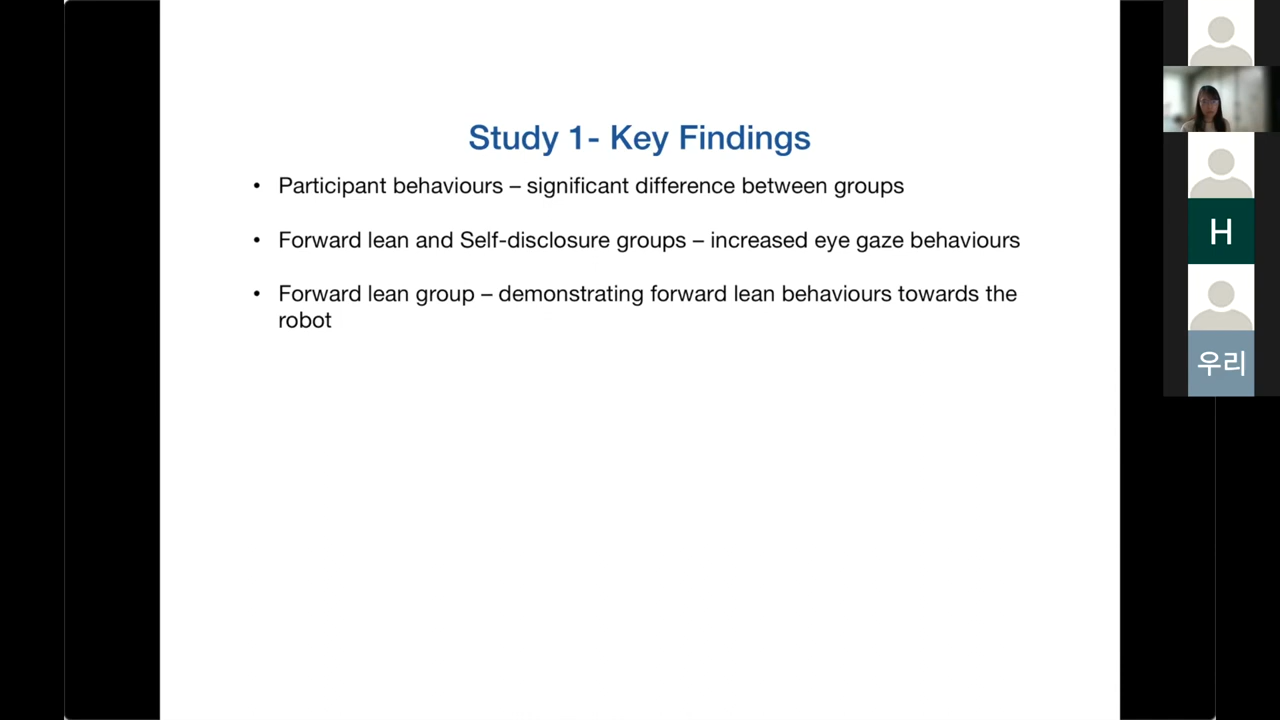 Study 1- Key Findings
• Participant behaviours – significant difference between groups
• Forward lean and Self-disclosure groups – increased eye gaze behaviours
• Forward lean group – demonstrating forward lean behaviours towards the
robot
H
우리